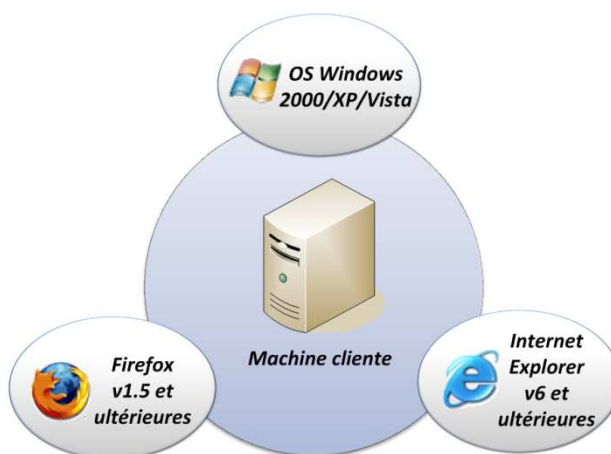 OS Windows
2000/XP/Vista
Machine cliente
Firefox
v1.5 et
ultérieures
Internet
Explorer
v6 et
ultérieures